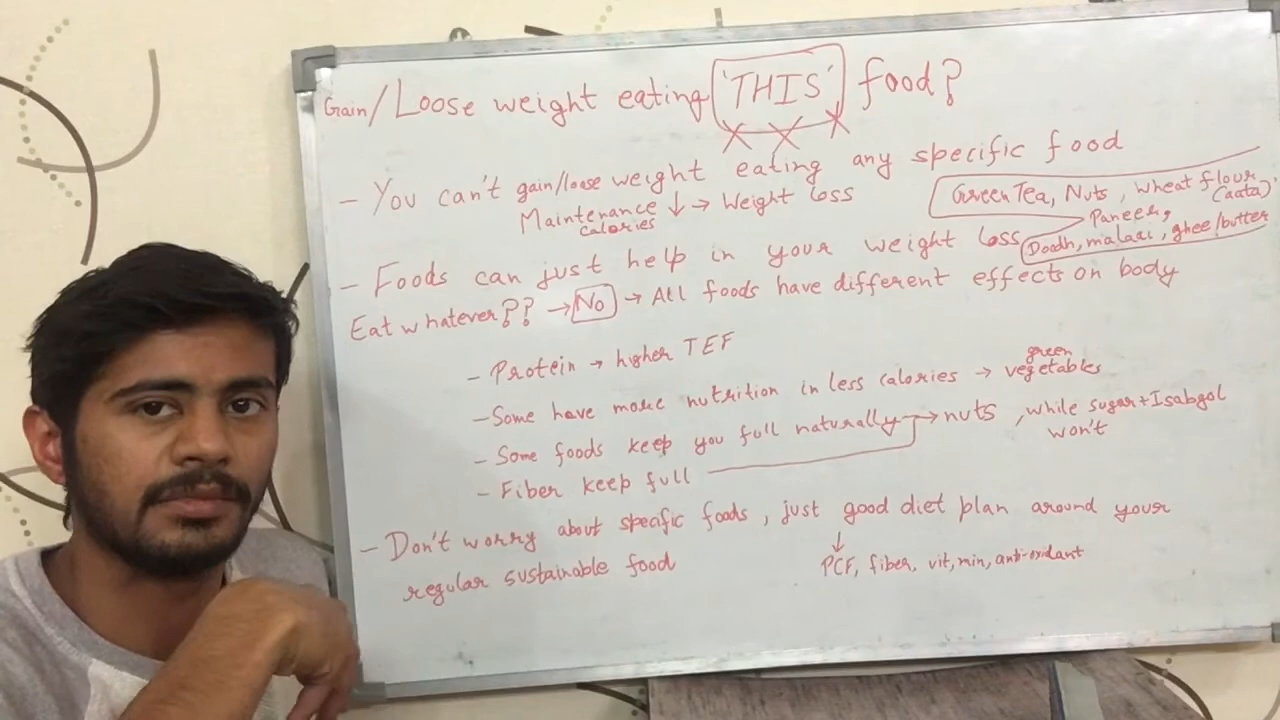 Gain/Loose weight eating 'THIS' food?
- You can't gain/loose weight eating any specific food
Maintenance calories ↓ → Weight loss
Green Tea, Nuts, wheat flour (aata),
Paneer,
Doodh, malaai, ghee/butter
- Foods can just help in your weight loss
Eat whatever?? → No → All foods have different effects on body
- Protein → higher TEF
- Some have more nutrition in less calories → green vegetables
- Some foods keep you full naturally → nuts, while sugar+Isabgol won't
- Fiber keep full
- Don't worry about specific foods, just good diet plan around your
regular sustainable food
↓
PCF, fiber, vit, min, anti-oxidant